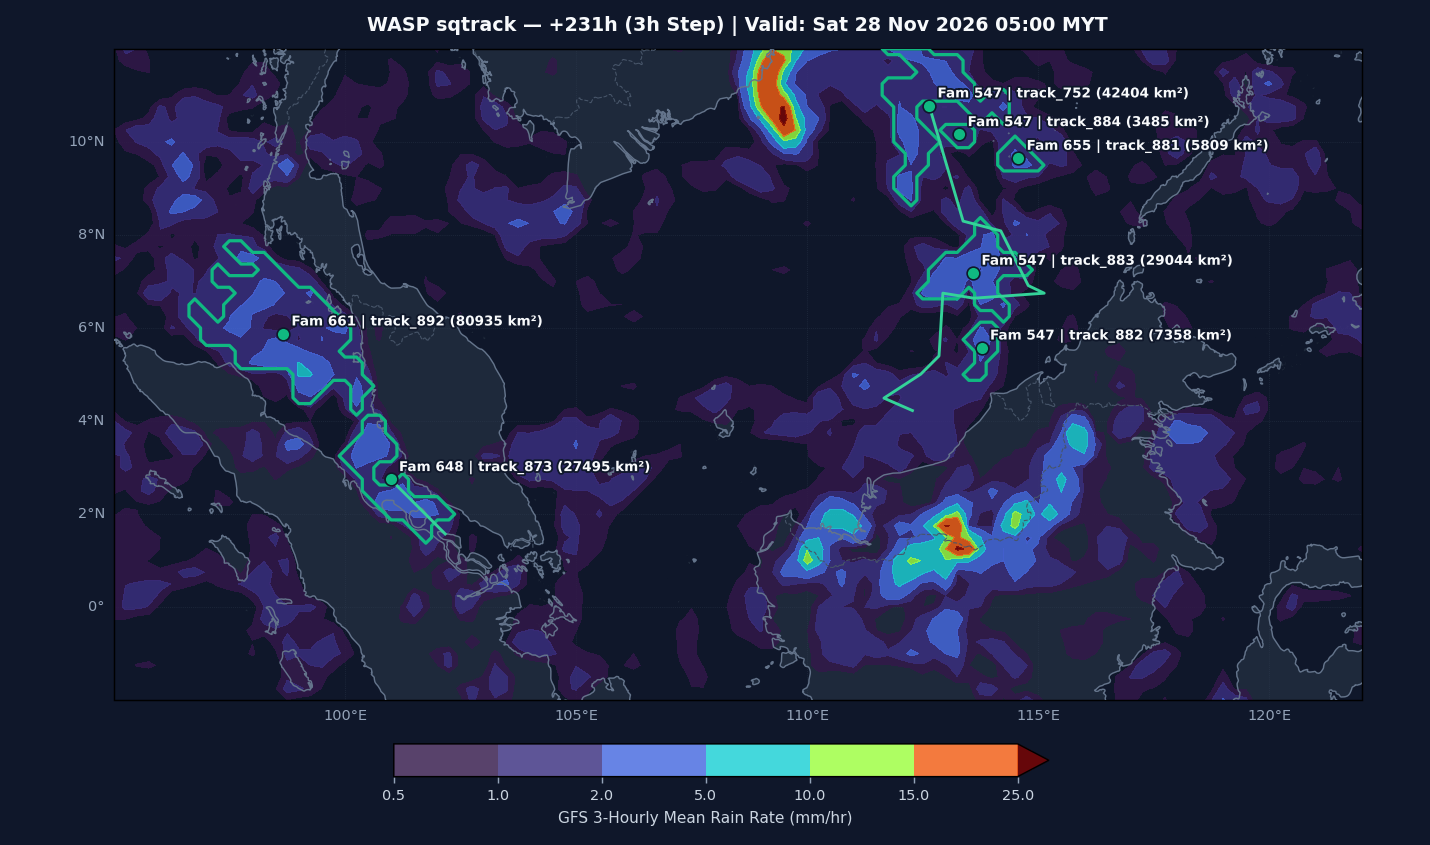 WASP sqtrack — +231h (3h Step) | Valid: Sat 28 Nov 2026 05:00 MYT
Fam 547 | track_752 (42404 km²)
Fam 547 | track_884 (3485 km²)
Fam 655 | track_881 (5809 km²)
Fam 547 | track_883 (29044 km²)
Fam 661 | track_892 (80935 km²)
Fam 547 | track_882 (7358 km²)
Fam 648 | track_873 (27495 km²)
10°N
8°N
6°N
4°N
2°N
0°
100°E 105°E 110°E 115°E 120°E
0.5 1.0 2.0 5.0 10.0 15.0 25.0
GFS 3-Hourly Mean Rain Rate (mm/hr)